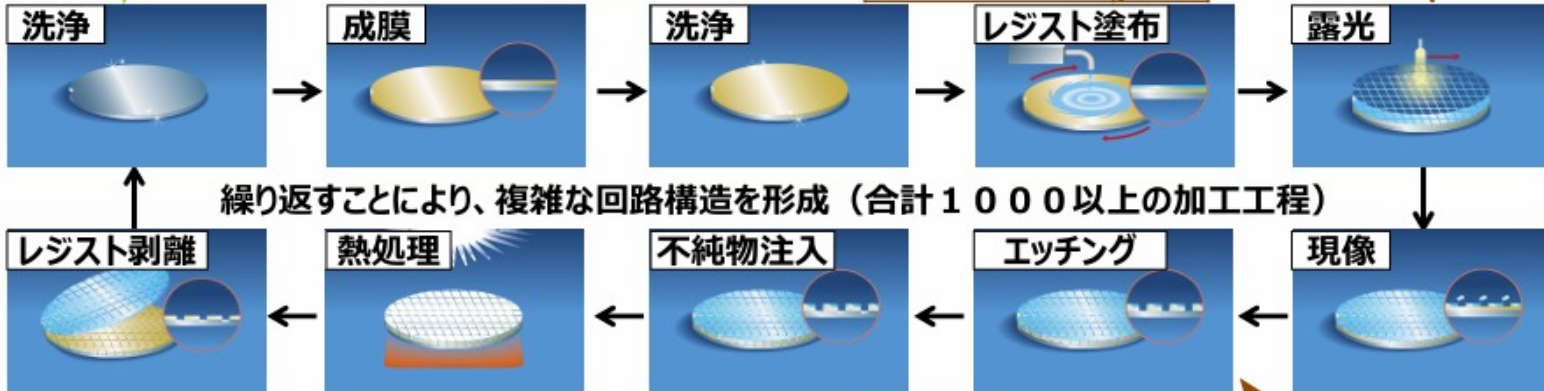 洗浄
成膜
洗浄
レジスト塗布
露光
繰り返すことにより、複雑な回路構造を形成（合計１０００以上の加工工程）
レジスト剥離
熱処理
不純物注入
エッチング
現像